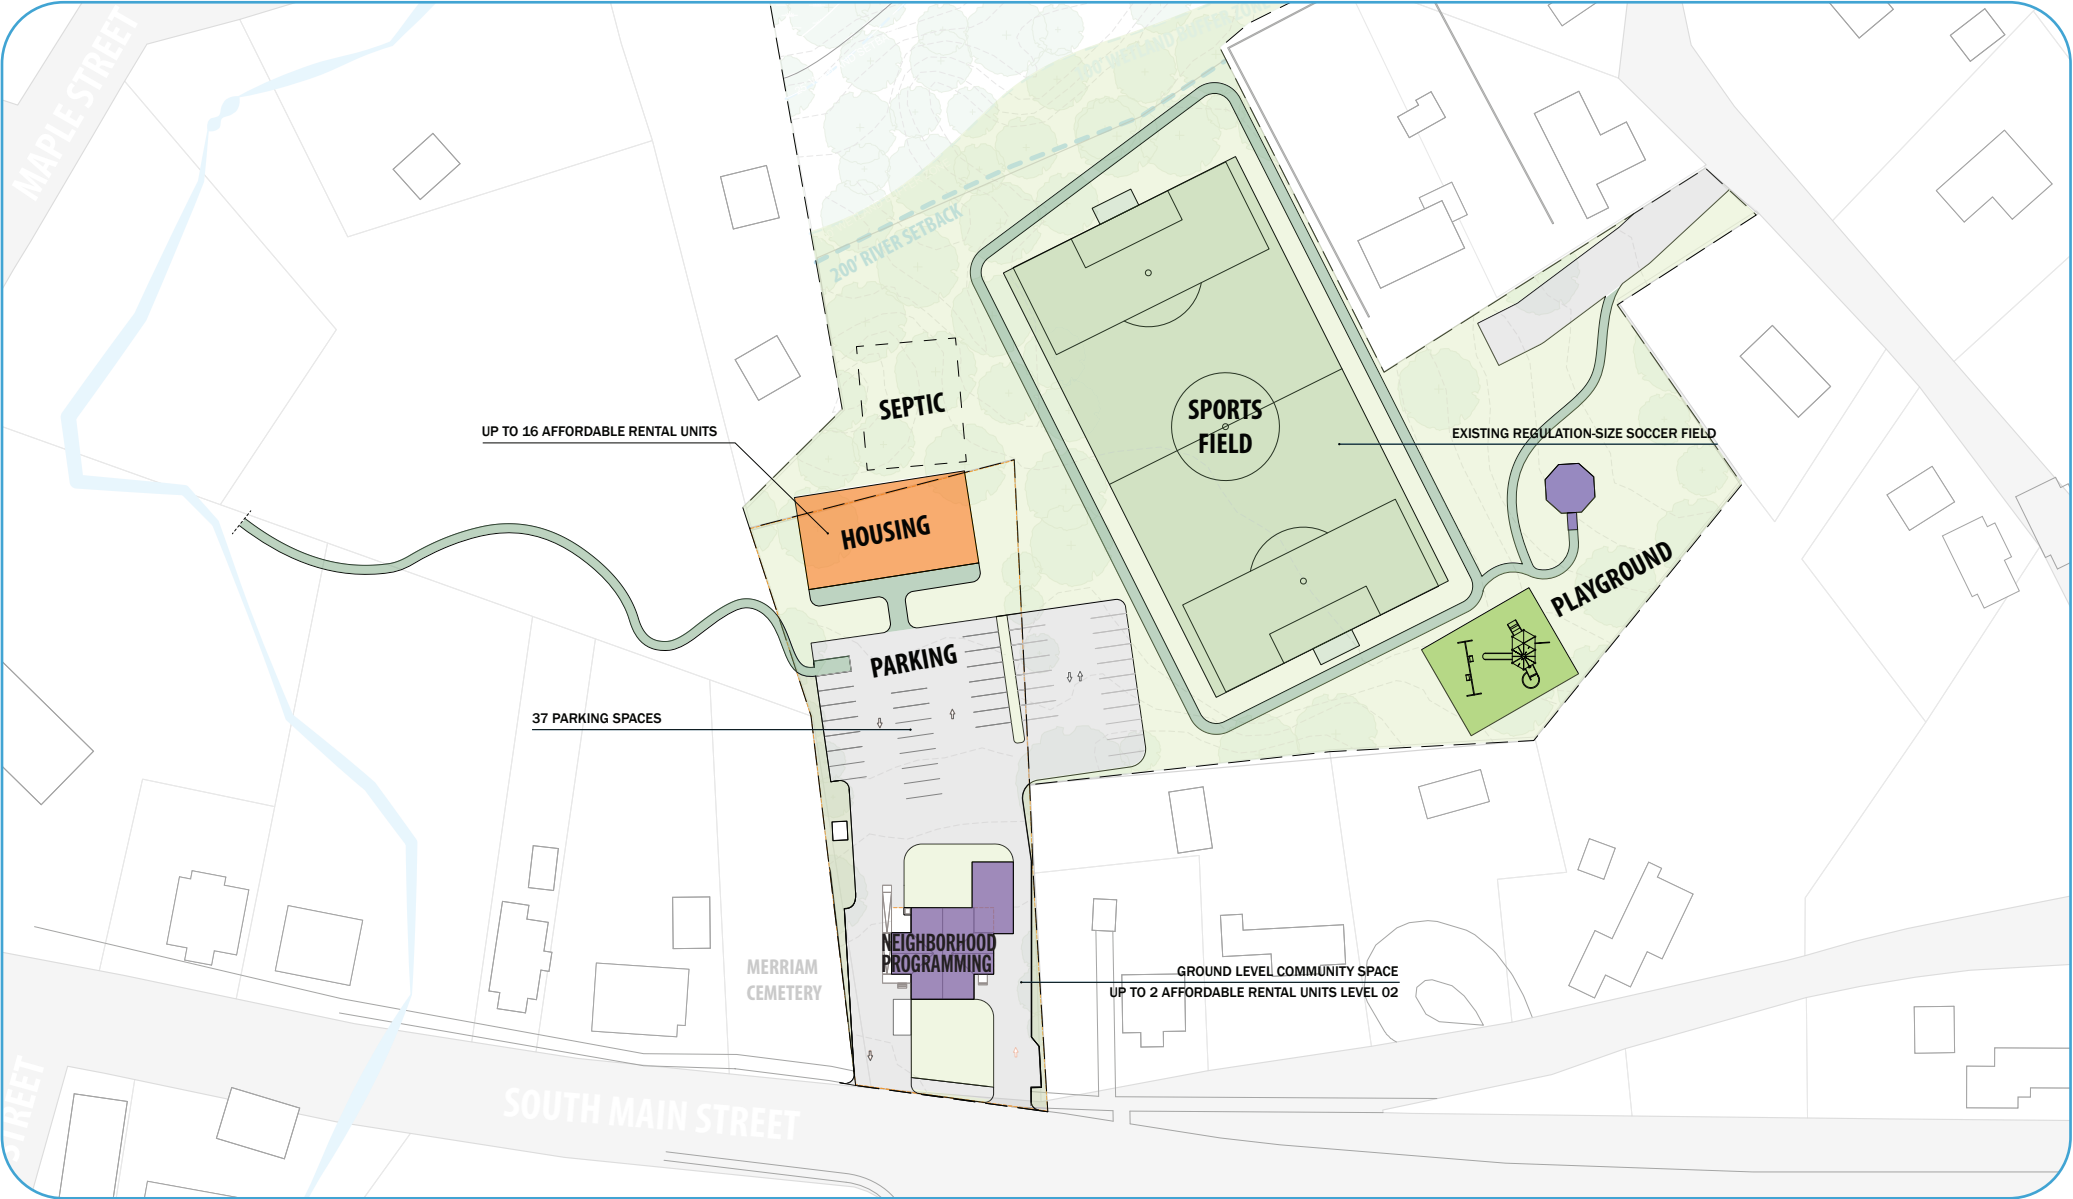 MAPLE STREET
200' RIVER SETBACK
SEPTIC
UP TO 16 AFFORDABLE RENTAL UNITS
SPORTS
FIELD
EXISTING REGULATION-SIZE SOCCER FIELD
HOUSING
PLAYGROUND
PARKING
37 PARKING SPACES
NEIGHBORHOOD
PROGRAMMING
MERRIAM
CEMETERY
GROUND LEVEL COMMUNITY SPACE
UP TO 2 AFFORDABLE RENTAL UNITS LEVEL 02
STREET
SOUTH MAIN STREET